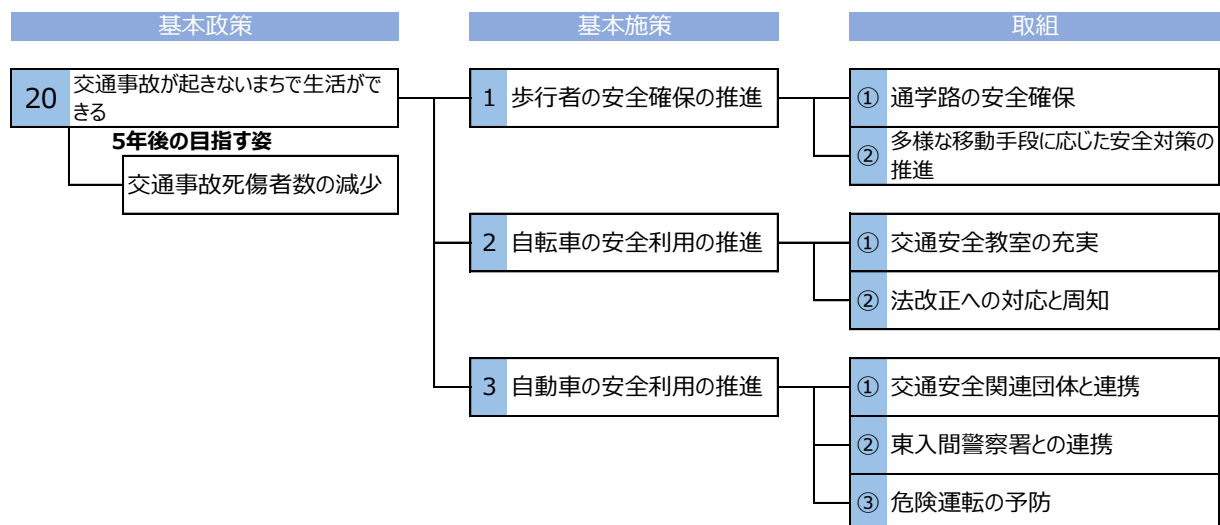 基本政策
基本施策
取組
20
交通事故が起きないまちで生活がで
きる
5年後の目指す姿
交通事故死傷者数の減少
1 歩行者の安全確保の推進
① 通学路の安全確保
② 多様な移動手段に応じた安全対策の
推進
2 自転車の安全利用の推進
① 交通安全教室の充実
② 法改正への対応と周知
3 自動車の安全利用の推進
① 交通安全関連団体と連携
② 東入間警察署との連携
③ 危険運転の予防